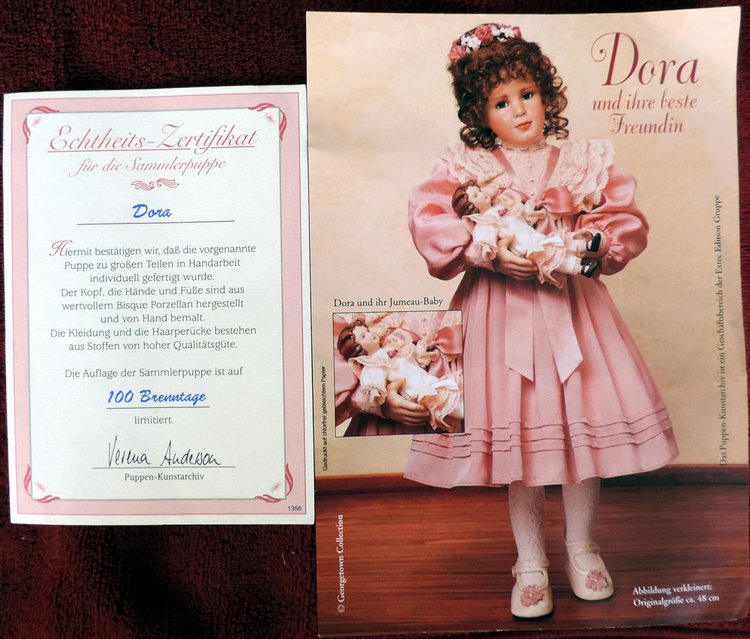 Echtheits-Zertifikat
für die Sammlerpuppe
Dora
Hiermit bestätigen wir, daß die vorgenannte
Puppe zu großen Teilen in Handarbeit
individuell gefertigt wurde.
Der Kopf, die Hände und Füße sind aus
wertvollem Bisque Porzellan hergestellt
und von Hand bemalt.
Die Kleidung und die Haarperücke bestehen
aus Stoffen von hoher Qualitätsgüte.
Die Auflage der Sammlerpuppe ist auf
100 Brenntage
limitiert.
Verena Anderson
Puppen-Kunstarchiv
1356
Dora
und ihre beste
Freundin
Dora und ihr Jumeau-Baby
Gedruckt auf chlorfrei gebleichtem Papier
© Georgetown Collection
Das Puppen-Kunstarchiv ist ein Geschäftsbereich der Extec Edition Gruppe
Abbildung verkleinert:
Originalgröße ca. 48 cm